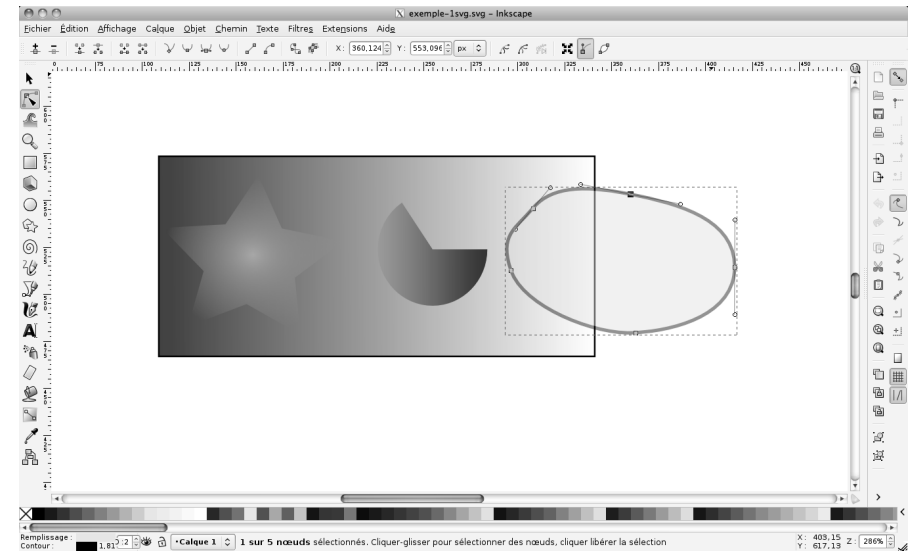 exemple-1svg.svg - Inkscape
Fichier Édition Affichage Calque Objet Chemin Texte Filtres Extensions Aide
X: 360,124 Y: 553,096 px
0 75 100 125 150 175 200 225 250 275 300 325 350 375 400 425 450
Remplissage :
Contour : 1,81 •Calque 1 1 sur 5 nœuds sélectionnés. Cliquer-glisser pour sélectionner des nœuds, cliquer libérer la sélection
X: 403,15
Y: 617,13
Z: 286%